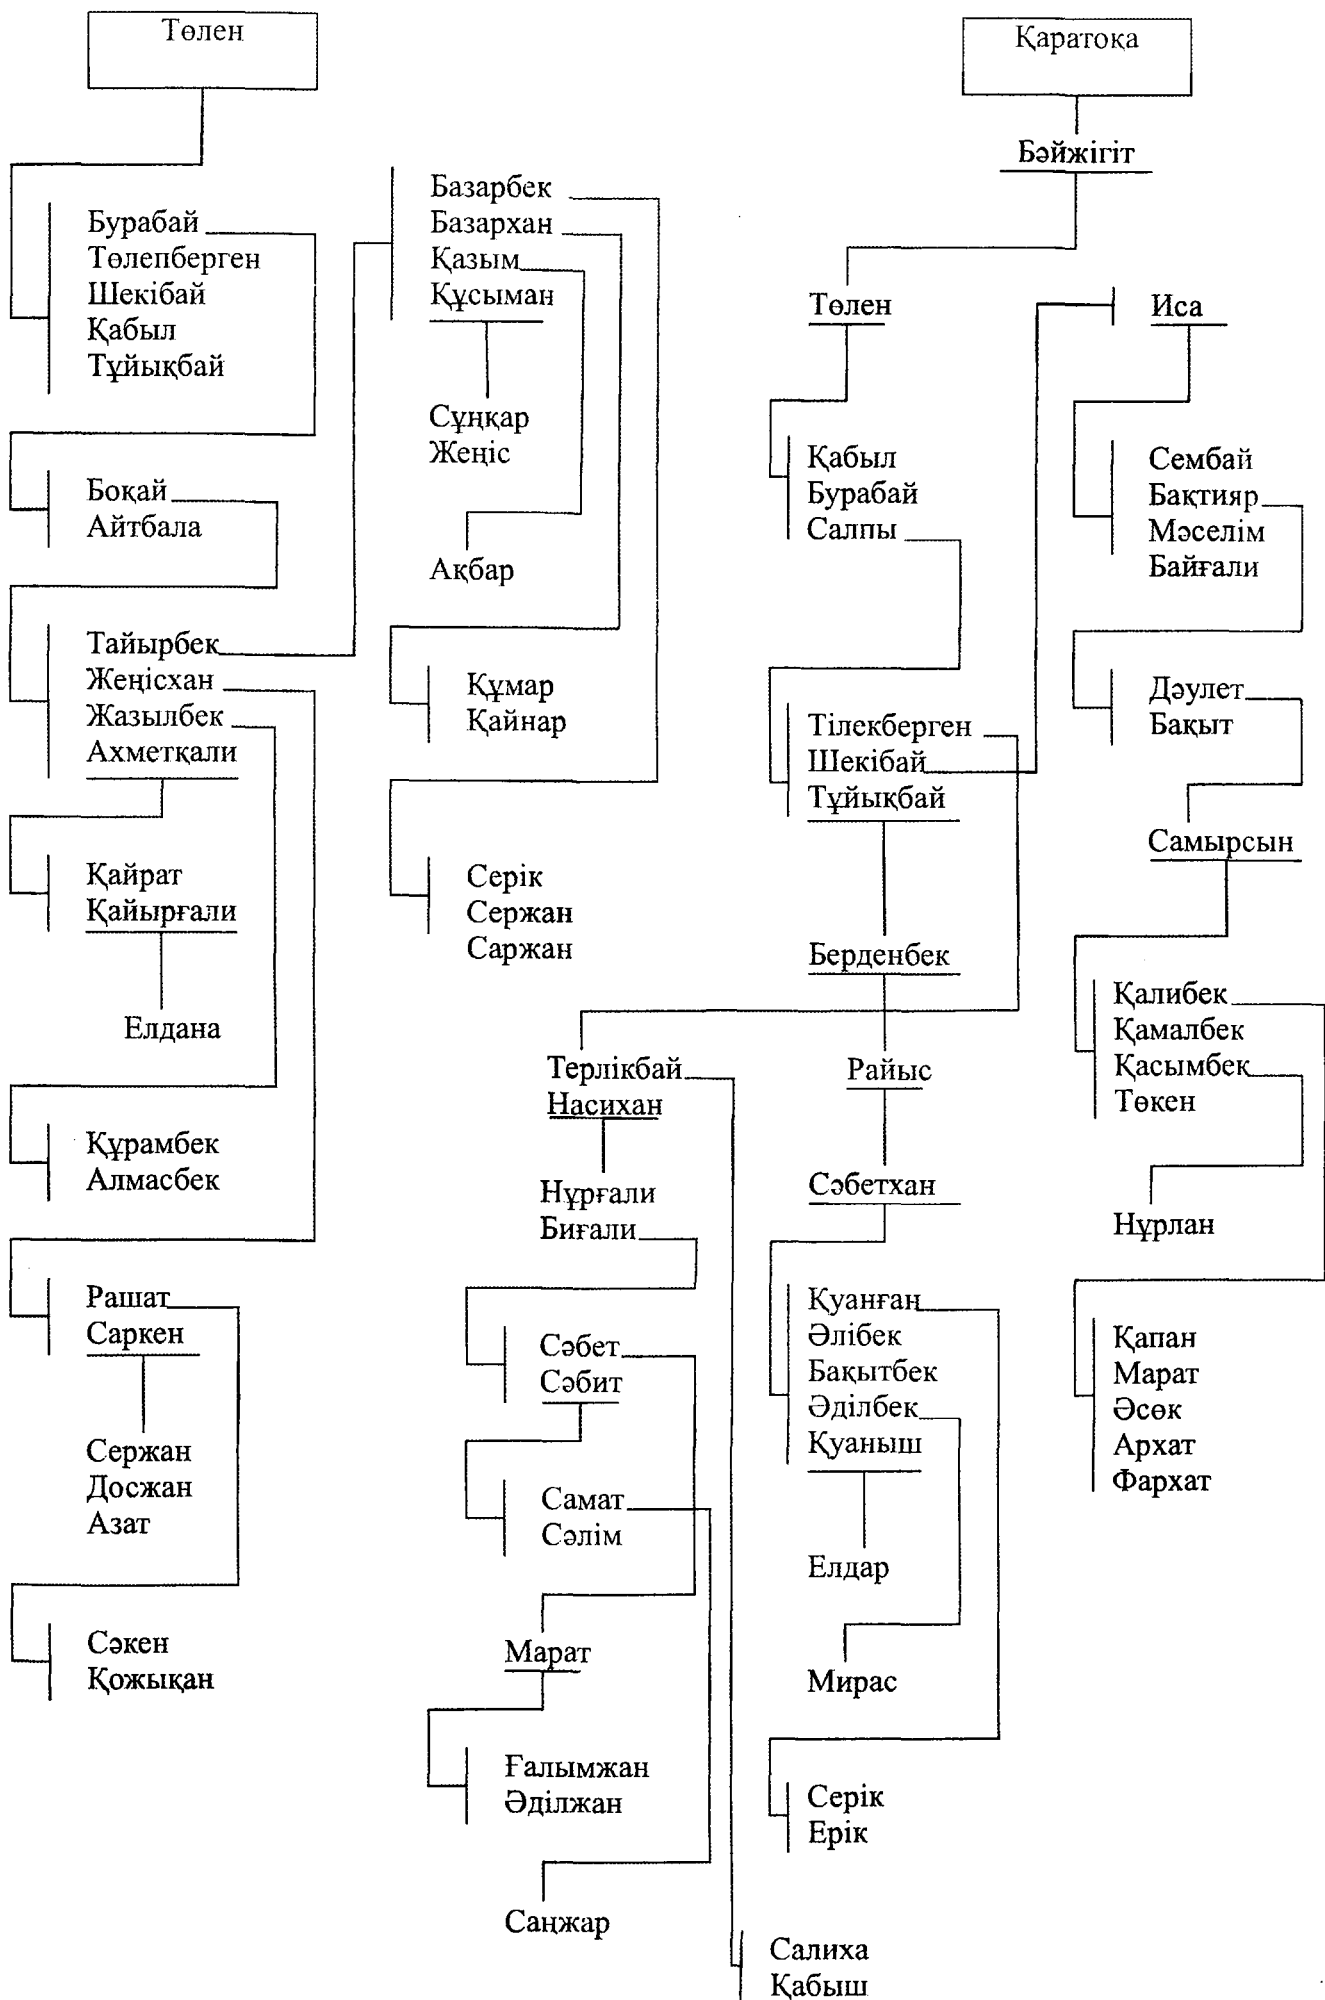 Төлен
Бурабай
Төлепберген
Шекібай
Қабыл
Тұйықбай
Боқай
Айтбала
Тайырбек
Жеңісхан
Жазылбек
Ахметқали
Қайрат
Қайырғали
Елдана
Құрамбек
Алмасбек
Рашат
Саркен
Сержан
Досжан
Азат
Сәкен
Қожықан
Базарбек
Базархан
Қазым
Құсыман
Сұңқар
Жеңіс
Ақбар
Құмар
Қайнар
Серік
Сержан
Саржан
Қаратоқа
Бәйжігіт
Төлен
Қабыл
Бурабай
Салпы
Тілекберген
Шекібай
Тұйықбай
Берденбек
Терлікбай
Насихан
Нұрғали
Биғали
Сәбет
Сәбит
Самат
Сәлім
Марат
Ғалымжан
Әділжан
Саңжар
Салиха
Қабыш
Райыс
Сәбетхан
Қуанған
Әлібек
Бақытбек
Әділбек
Қуаныш
Елдар
Мирас
Серік
Ерік
Иса
Сембай
Бақтияр
Мәселім
Байғали
Дәулет
Бақыт
Самырсын
Қалибек
Қамалбек
Қасымбек
Төкен
Нұрлан
Қапан
Марат
Әсөк
Архат
Фархат